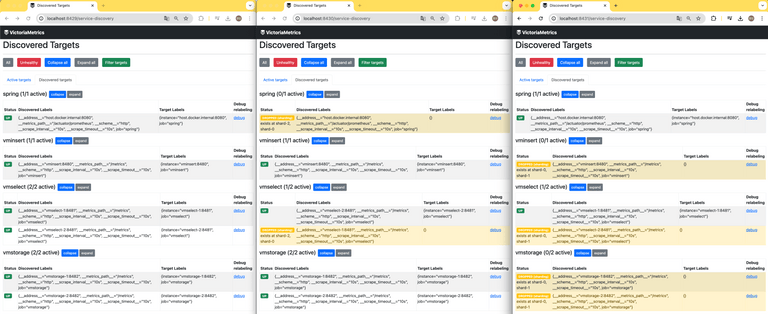 Discovered Targets
localhost:8429/service-discovery
VictoriaMetrics
Discovered Targets
All Unhealthy Collapse all Expand all Filter targets
Active targets Discovered targets
spring (1/1 active) collapse expand
Status Discovered Labels Target Labels Debug relabeling
UP {__address__="host.docker.internal:8080", {instance="host.docker.internal:8080", debug
__metrics_path__="/actuator/prometheus", __scheme__="http", job="spring"}
__scrape_interval__="10s", __scrape_timeout__="10s", job="spring"}
vminsert (1/1 active) collapse expand
Status Discovered Labels Target Labels Debug relabeling
UP {__address__="vminsert:8480", __metrics_path__="/metrics", {instance="vminsert:8480", debug
__scheme__="http", __scrape_interval__="10s", __scrape_timeout__="10s", job="vminsert"}
job="vminsert"}
vmselect (2/2 active) collapse expand
Status Discovered Labels Target Labels Debug relabeling
UP {__address__="vmselect-1:8481", __metrics_path__="/metrics", {instance="vmselect-1:8481", debug
__scheme__="http", __scrape_interval__="10s", __scrape_timeout__="10s", job="vmselect"}
job="vmselect"}
UP {__address__="vmselect-2:8481", __metrics_path__="/metrics", {instance="vmselect-2:8481", debug
__scheme__="http", __scrape_interval__="10s", __scrape_timeout__="10s", job="vmselect"}
job="vmselect"}
vmstorage (2/2 active) collapse expand
Status Discovered Labels Target Labels Debug relabeling
UP {__address__="vmstorage-1:8482", __metrics_path__="/metrics", {instance="vmstorage-1:8482", debug
__scheme__="http", __scrape_interval__="10s", __scrape_timeout__="10s", job="vmstorage"}
job="vmstorage"}
UP {__address__="vmstorage-2:8482", __metrics_path__="/metrics", {instance="vmstorage-2:8482", debug
__scheme__="http", __scrape_interval__="10s", __scrape_timeout__="10s", job="vmstorage"}
job="vmstorage"}
Discovered Targets
localhost:8430/service-discovery
VictoriaMetrics
Discovered Targets
All Unhealthy Collapse all Expand all Filter targets
Active targets Discovered targets
spring (0/1 active) collapse expand
Status Discovered Labels Target Labels Debug relabeling
exists at shard-2, shard-0 {__address__="host.docker.internal:8080", {} debug
__metrics_path__="/actuator/prometheus", __scheme__="http",
__scrape_interval__="10s", __scrape_timeout__="10s", job="spring"}
vminsert (1/1 active) collapse expand
Status Discovered Labels Target Labels Debug relabeling
UP {__address__="vminsert:8480", __metrics_path__="/metrics", {instance="vminsert:8480", debug
__scheme__="http", __scrape_interval__="10s", __scrape_timeout__="10s", job="vminsert"}
job="vminsert"}
vmselect (1/2 active) collapse expand
Status Discovered Labels Target Labels Debug relabeling
UP {__address__="vmselect-1:8481", __metrics_path__="/metrics", {instance="vmselect-1:8481", debug
__scheme__="http", __scrape_interval__="10s", __scrape_timeout__="10s", job="vmselect"}
job="vmselect"}
exists at shard-2, shard-0 {__address__="vmselect-2:8481", __metrics_path__="/metrics", {} debug
__scheme__="http", __scrape_interval__="10s", __scrape_timeout__="10s",
job="vmselect"}
vmstorage (2/2 active) collapse expand
Status Discovered Labels Target Labels Debug relabeling
UP {__address__="vmstorage-1:8482", __metrics_path__="/metrics", {instance="vmstorage-1:8482", debug
__scheme__="http", __scrape_interval__="10s", __scrape_timeout__="10s", job="vmstorage"}
job="vmstorage"}
UP {__address__="vmstorage-2:8482", __metrics_path__="/metrics", {instance="vmstorage-2:8482", debug
__scheme__="http", __scrape_interval__="10s", __scrape_timeout__="10s", job="vmstorage"}
job="vmstorage"}
Discovered Targets
localhost:8431/service-discovery
VictoriaMetrics
Discovered Targets
All Unhealthy Collapse all Expand all Filter targets
Active targets Discovered targets
spring (1/1 active) collapse expand
Status Discovered Labels Target Labels Debug relabeling
UP {__address__="host.docker.internal:8080", {instance="host.docker.internal:8080", debug
__metrics_path__="/actuator/prometheus", __scheme__="http", job="spring"}
__scrape_interval__="10s", __scrape_timeout__="10s", job="spring"}
vminsert (0/1 active) collapse expand
Status Discovered Labels Target Labels Debug relabeling
exists at shard-0, shard-1 {__address__="vminsert:8480", __metrics_path__="/metrics", {} debug
__scheme__="http", __scrape_interval__="10s", __scrape_timeout__="10s",
job="vminsert"}
vmselect (1/2 active) collapse expand
Status Discovered Labels Target Labels Debug relabeling
UP {__address__="vmselect-2:8481", __metrics_path__="/metrics", {instance="vmselect-2:8481", debug
__scheme__="http", __scrape_interval__="10s", __scrape_timeout__="10s", job="vmselect"}
job="vmselect"}
exists at shard-0, shard-1 {__address__="vmselect-1:8481", __metrics_path__="/metrics", {} debug
__scheme__="http", __scrape_interval__="10s", __scrape_timeout__="10s",
job="vmselect"}
vmstorage (0/2 active) collapse expand
Status Discovered Labels Target Labels Debug relabeling
exists at shard-0, shard-1 {__address__="vmstorage-1:8482", __metrics_path__="/metrics", {} debug
__scheme__="http", __scrape_interval__="10s", __scrape_timeout__="10s",
job="vmstorage"}
exists at shard-0, shard-1 {__address__="vmstorage-2:8482", __metrics_path__="/metrics", {} debug
__scheme__="http", __scrape_interval__="10s", __scrape_timeout__="10s",
job="vmstorage"}